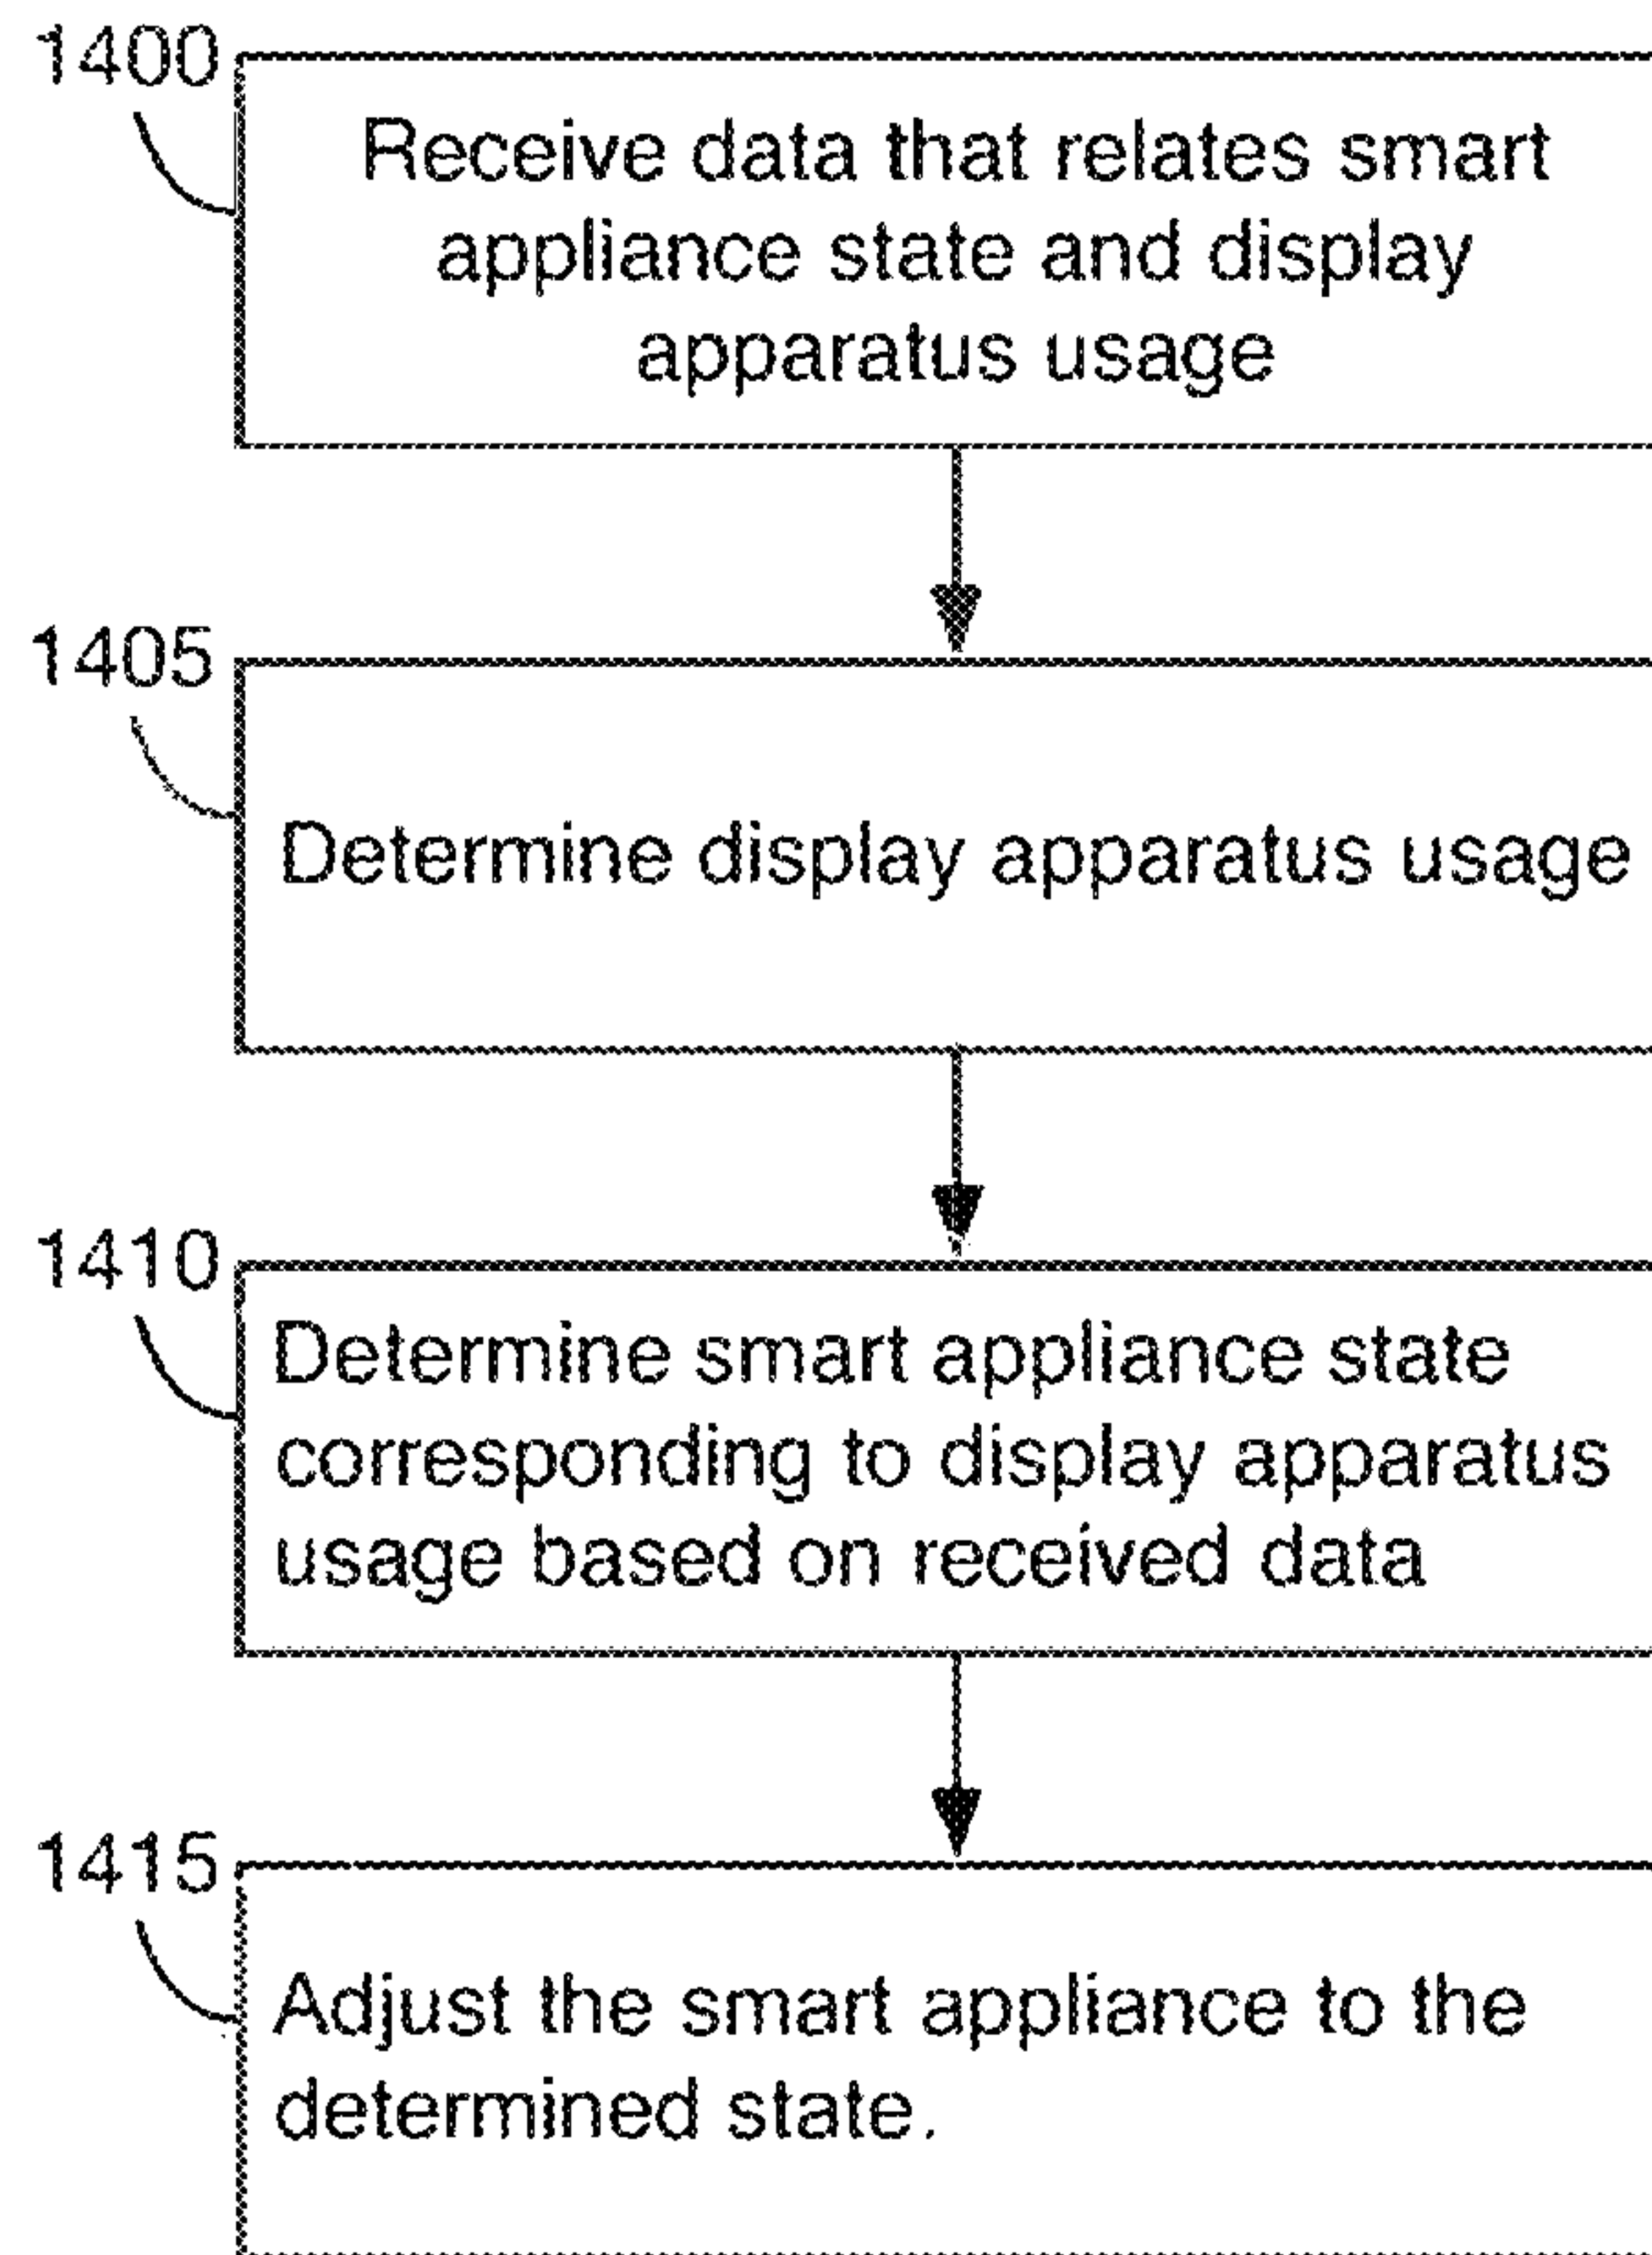 1400
Receive data that relates smart
appliance state and display
apparatus usage
1405
Determine display apparatus usage
1410
Determine smart appliance state
corresponding to display apparatus
usage based on received data
1415
Adjust the smart appliance to the
determined state.